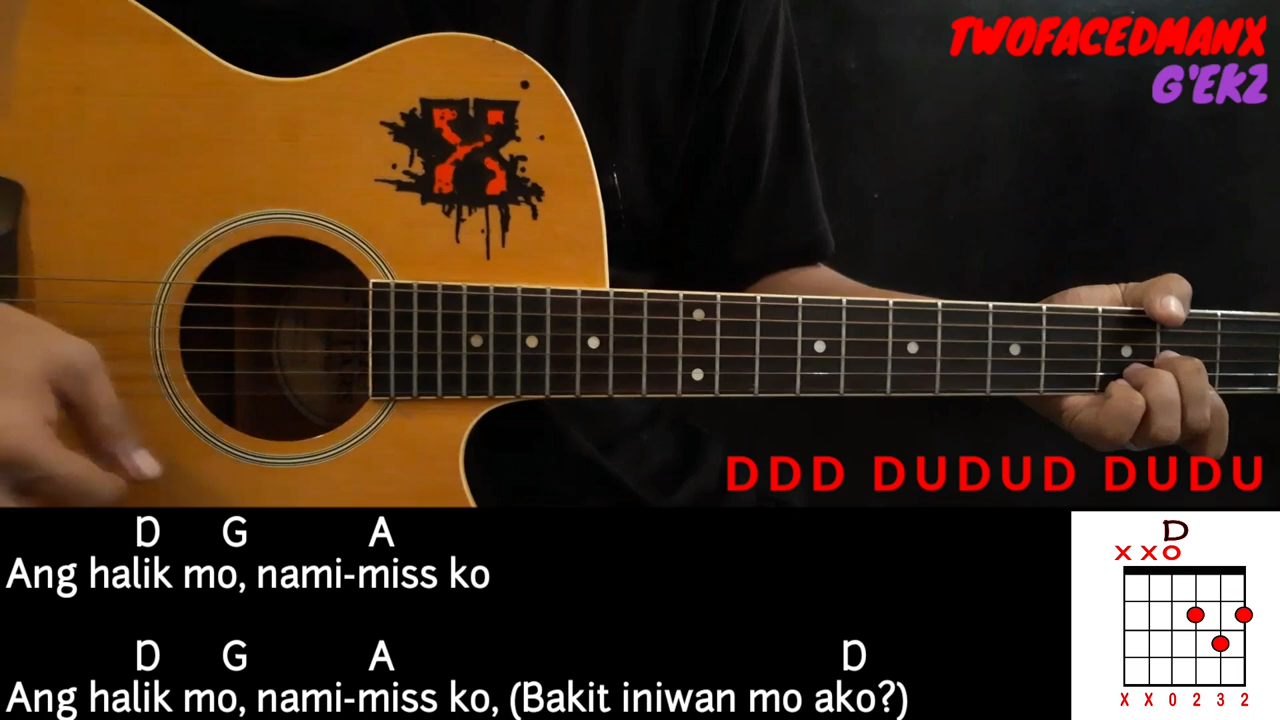 TWOFACEDMANX
G'EKZ
X
DDD DUDUD DUDU
D G A
Ang halik mo, nami-miss ko
D G A D
Ang halik mo, nami-miss ko, (Bakit iniwan mo ako?)
D
X X O
X X 0 2 3 2